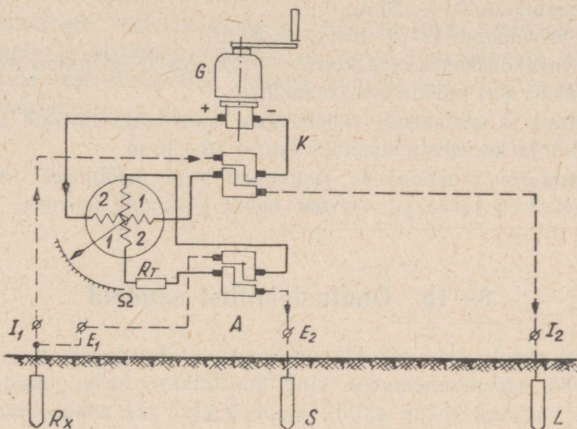 G
+ -
K
2 1
1 2
R_T
Ω
I_1 E_1 A E_2 I_2
R_x S L